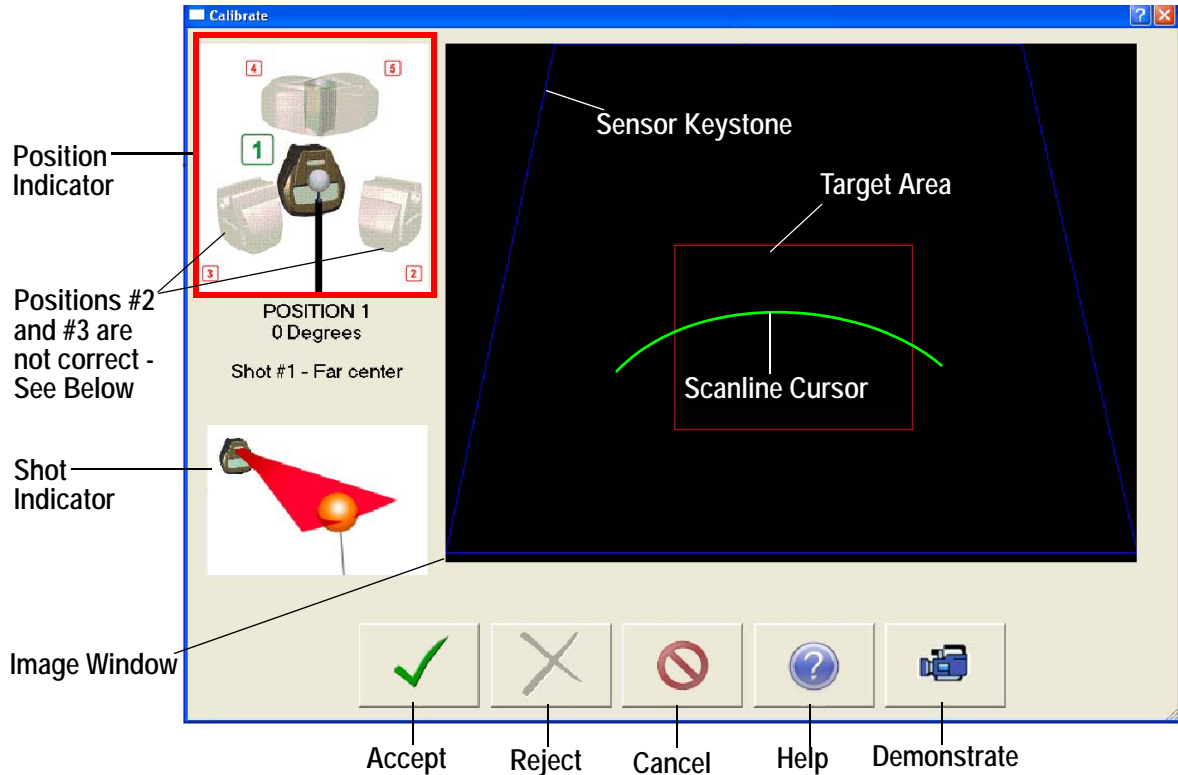 Calibrate
4
5
1
3
2
Position
Indicator
Positions #2
and #3 are
not correct -
See Below
POSITION 1
0 Degrees
Shot #1 - Far center
Shot
Indicator
Image Window
Sensor Keystone
Target Area
Scanline Cursor
Accept
Reject
Cancel
Help
Demonstrate